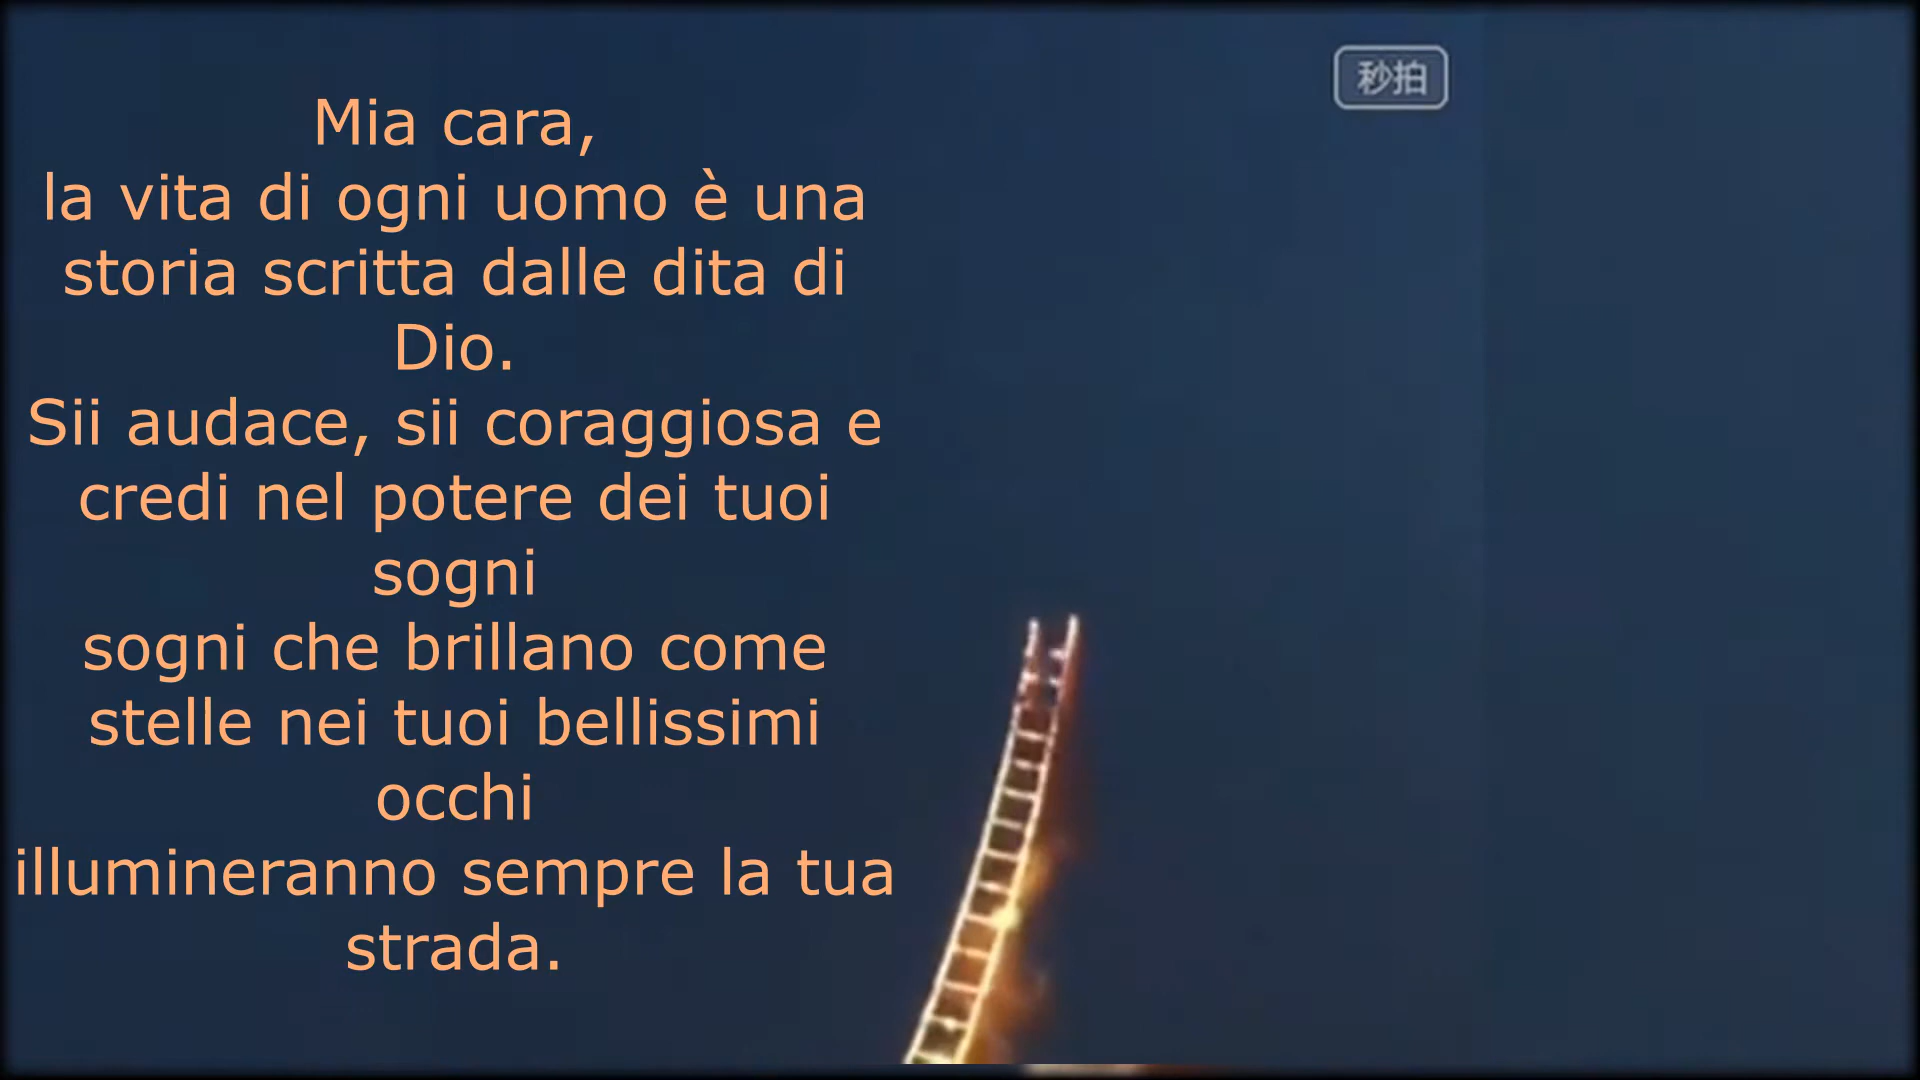 秒拍
Mia cara,
la vita di ogni uomo è una
storia scritta dalle dita di
Dio.
Sii audace, sii coraggiosa e
credi nel potere dei tuoi
sogni
sogni che brillano come
stelle nei tuoi bellissimi
occhi
illumineranno sempre la tua
strada.